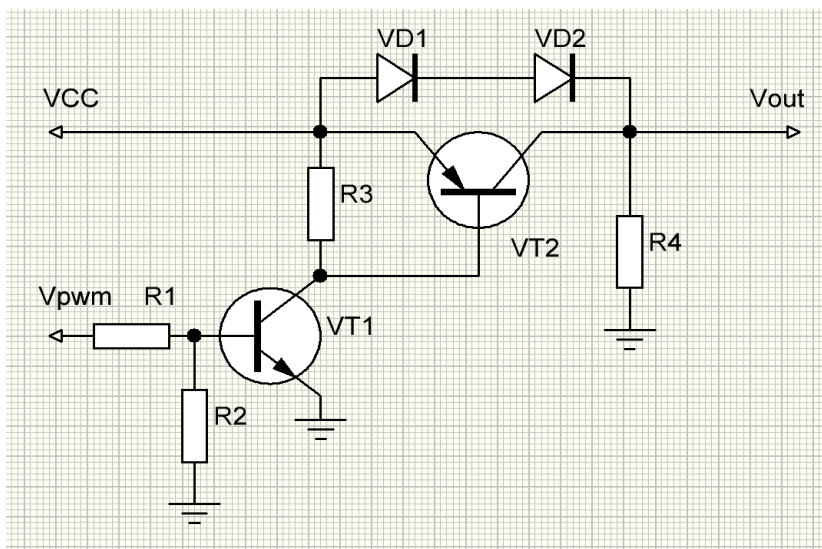 VD1 VD2
VCC Vout
R3
R4
VT2
Vpwm R1
VT1
R2